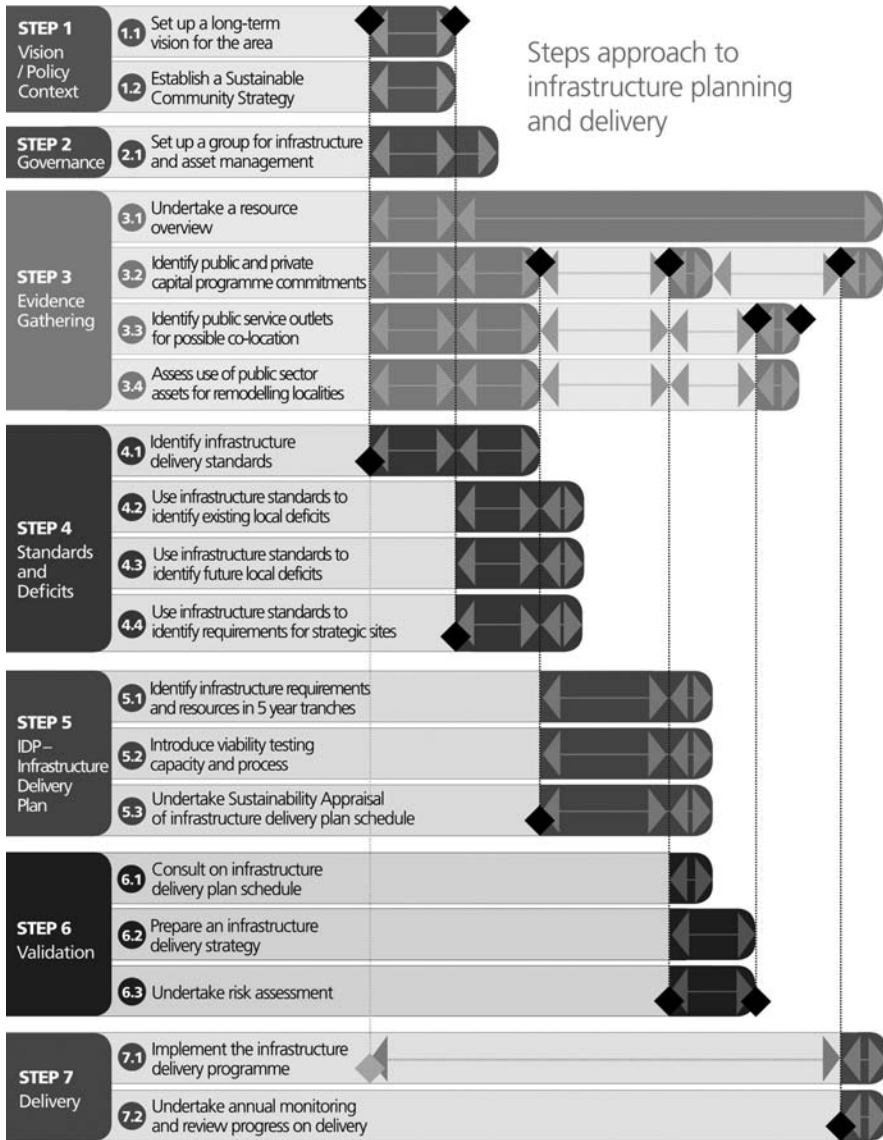 Steps approach to
infrastructure planning
and delivery
STEP 1
Vision
/ Policy
Context
1.1 Set up a long-term
vision for the area
1.2 Establish a Sustainable
Community Strategy
STEP 2
Governance
2.1 Set up a group for infrastructure
and asset management
STEP 3
Evidence
Gathering
3.1 Undertake a resource
overview
3.2 Identify public and private
capital programme commitments
3.3 Identify public service outlets
for possible co-location
3.4 Assess use of public sector
assets for remodelling localities
STEP 4
Standards
and
Deficits
4.1 Identify infrastructure
delivery standards
4.2 Use infrastructure standards to
identify existing local deficits
4.3 Use infrastructure standards to
identify future local deficits
4.4 Use infrastructure standards to
identify requirements for strategic sites
STEP 5
IDP –
Infrastructure
Delivery
Plan
5.1 Identify infrastructure requirements
and resources in 5 year tranches
5.2 Introduce viability testing
capacity and process
5.3 Undertake Sustainability Appraisal
of infrastructure delivery plan schedule
STEP 6
Validation
6.1 Consult on infrastructure
delivery plan schedule
6.2 Prepare an infrastructure
delivery strategy
6.3 Undertake risk assessment
STEP 7
Delivery
7.1 Implement the infrastructure
delivery programme
7.2 Undertake annual monitoring
and review progress on delivery